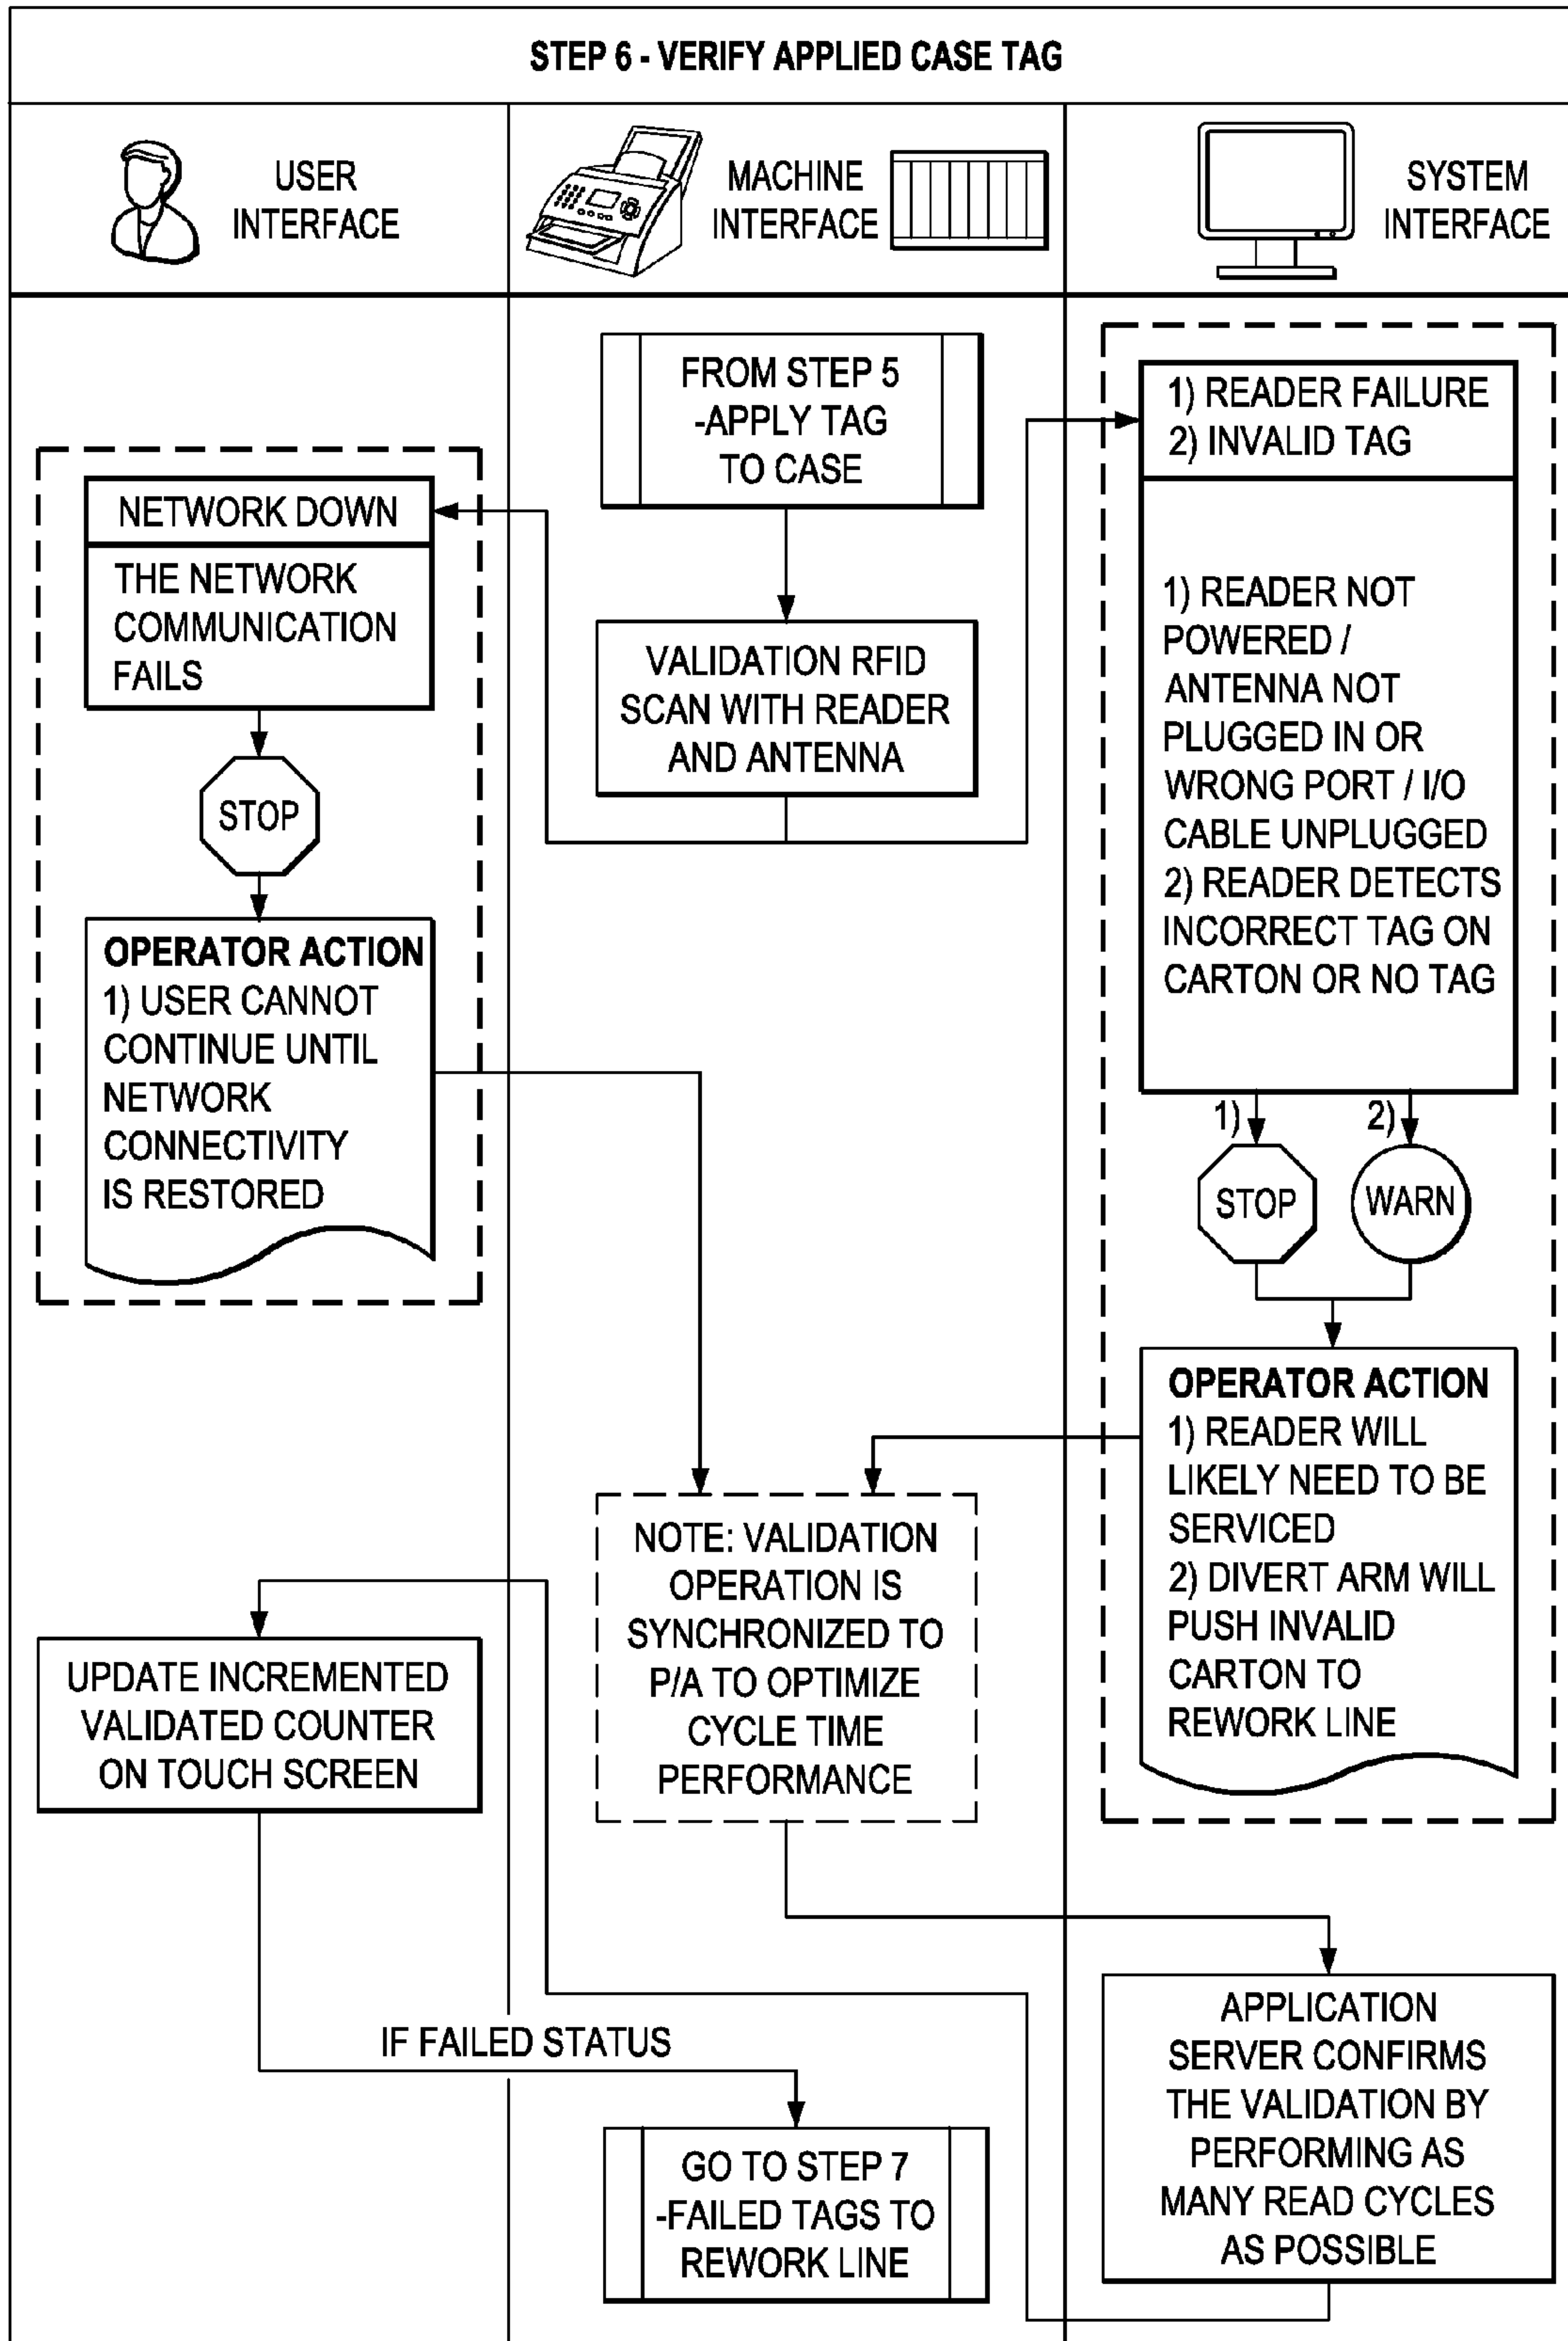 STEP 6 - VERIFY APPLIED CASE TAG
USER
INTERFACE
MACHINE
INTERFACE
SYSTEM
INTERFACE
FROM STEP 5
-APPLY TAG
TO CASE
1) READER FAILURE
2) INVALID TAG
NETWORK DOWN
THE NETWORK
COMMUNICATION
FAILS
VALIDATION RFID
SCAN WITH READER
AND ANTENNA
1) READER NOT
POWERED /
ANTENNA NOT
PLUGGED IN OR
WRONG PORT / I/O
CABLE UNPLUGGED
2) READER DETECTS
INCORRECT TAG ON
CARTON OR NO TAG
STOP
OPERATOR ACTION
1) USER CANNOT
CONTINUE UNTIL
NETWORK
CONNECTIVITY
IS RESTORED
1)
2)
STOP
WARN
OPERATOR ACTION
1) READER WILL
LIKELY NEED TO BE
SERVICED
2) DIVERT ARM WILL
PUSH INVALID
CARTON TO
REWORK LINE
NOTE: VALIDATION
OPERATION IS
SYNCHRONIZED TO
P/A TO OPTIMIZE
CYCLE TIME
PERFORMANCE
UPDATE INCREMENTED
VALIDATED COUNTER
ON TOUCH SCREEN
APPLICATION
SERVER CONFIRMS
THE VALIDATION BY
PERFORMING AS
MANY READ CYCLES
AS POSSIBLE
IF FAILED STATUS
GO TO STEP 7
-FAILED TAGS TO
REWORK LINE